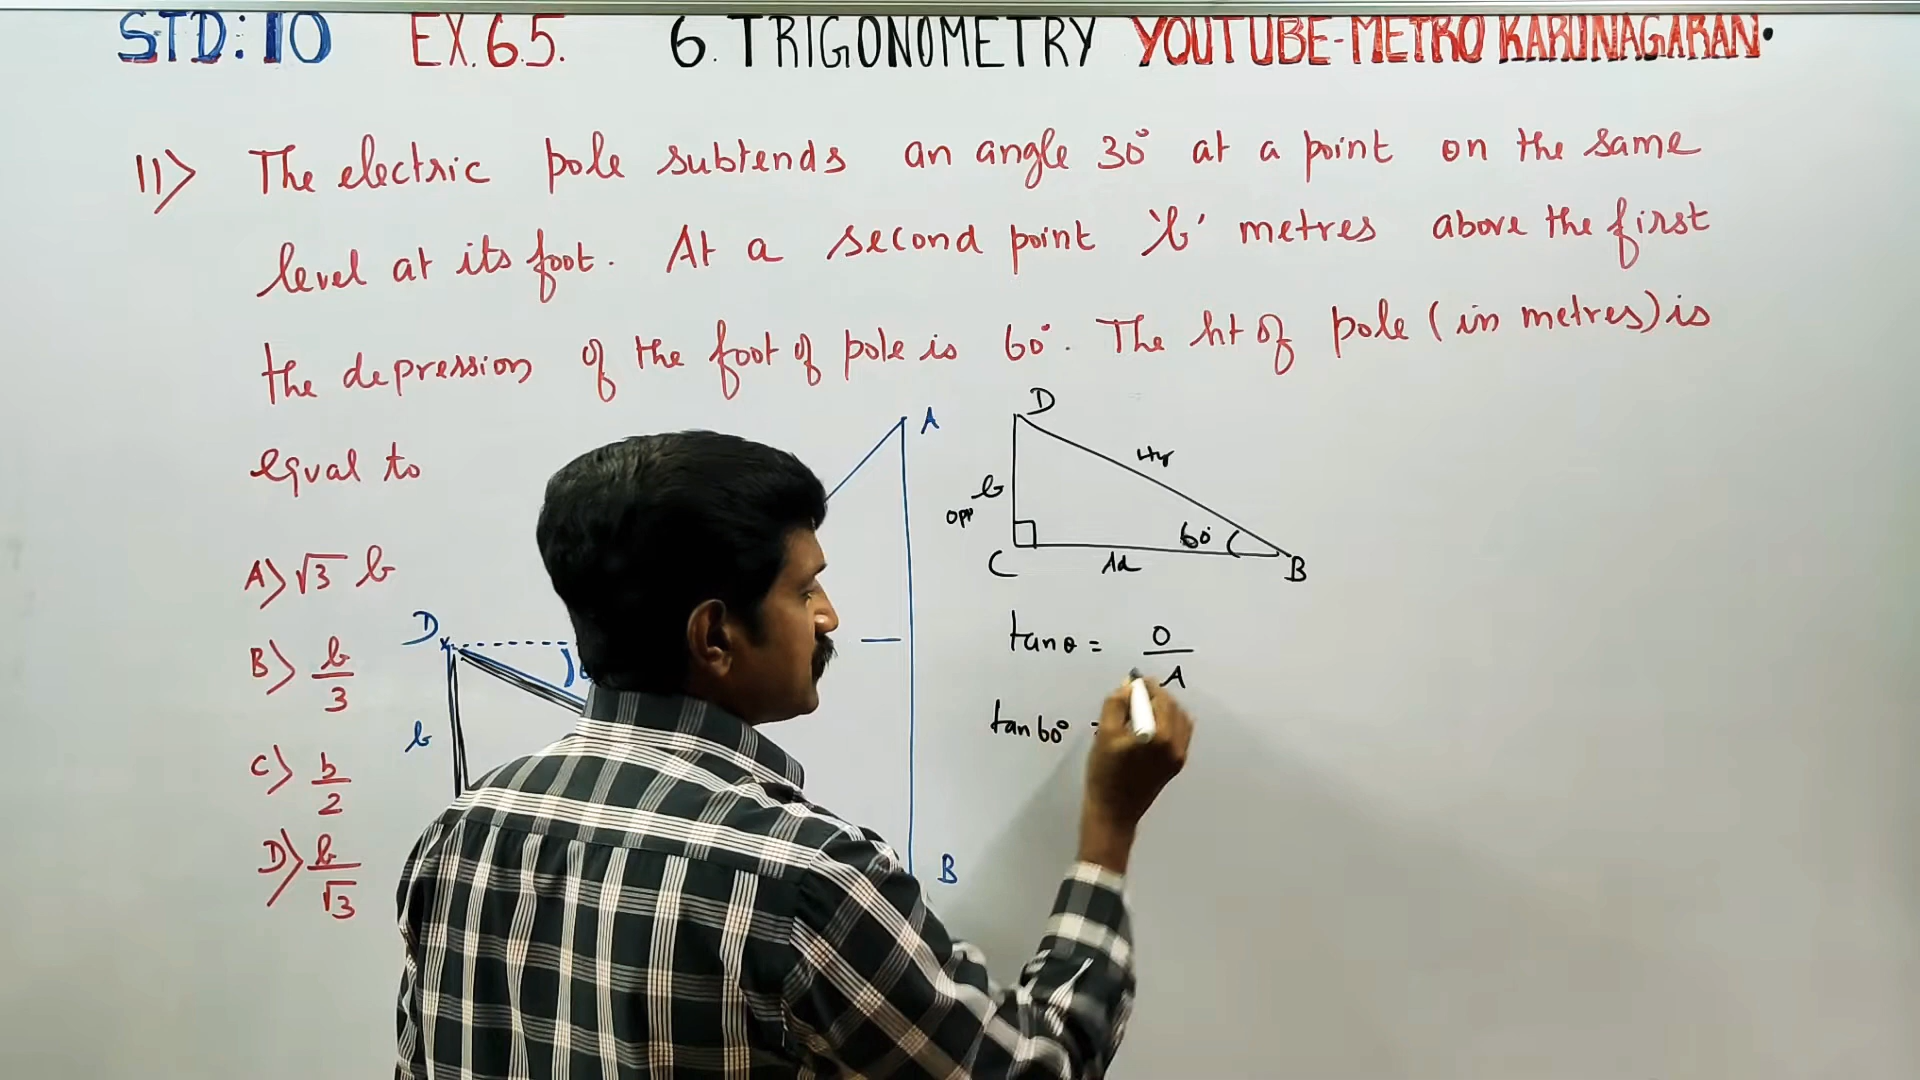 STD: 10 EX.6.5. 6. TRIGONOMETRY YOUTUBE-METRO KARUNAGARAN.
11) The electric pole subtends an angle 30° at a point on the same
level at its foot. At a second point 'b' metres above the first
the depression of the foot of pole is 60°. The ht of pole (in metres) is
equal to
A) √3 b
B) b/3
C) b/2
D) b/√3
A
D
b
B
D
Hy
b
opp
60°
C
Ad
B
tanθ = O/A
tan60° =